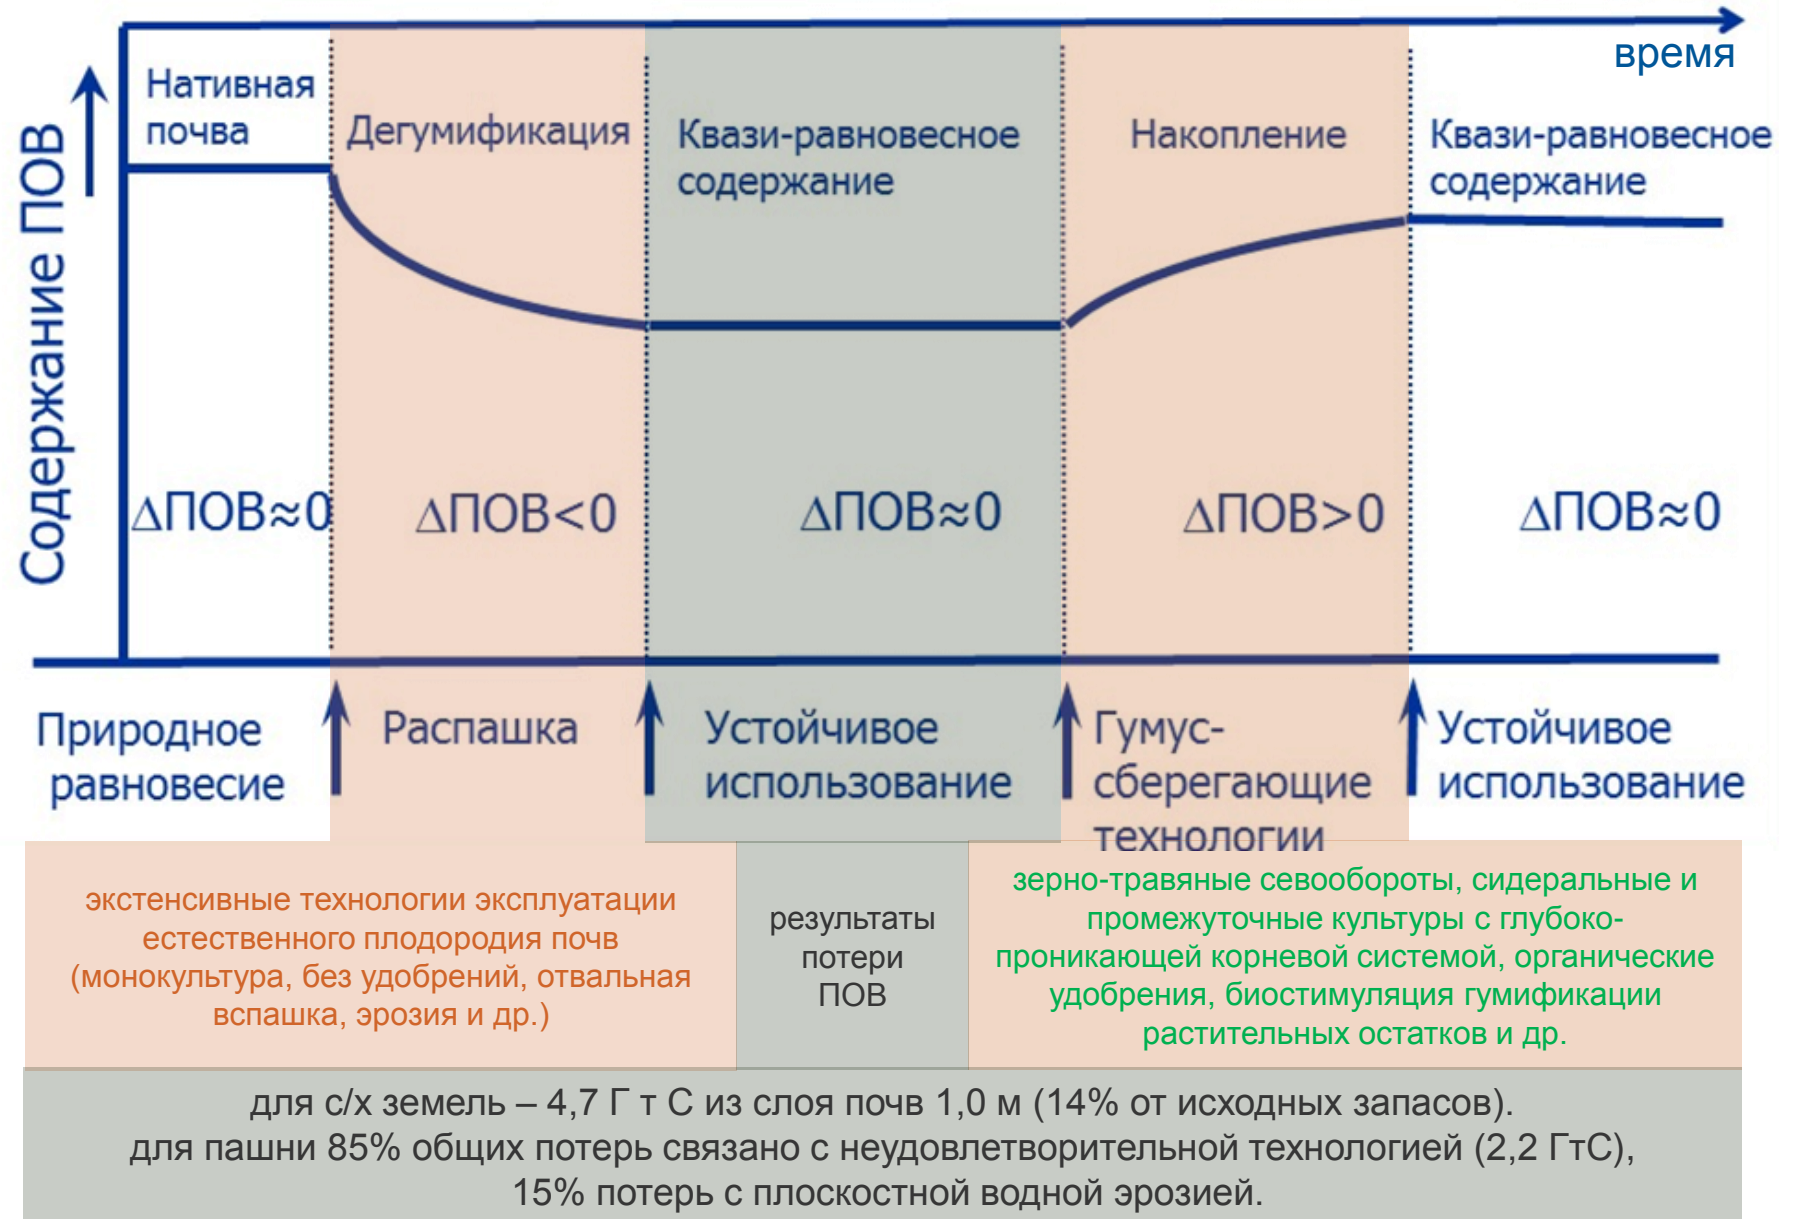 время
Содержание ПОВ
Нативная
почва
Дегумификация
Квази-равновесное
содержание
Накопление
Квази-равновесное
содержание
ΔПОВ≈0
ΔПОВ<0
ΔПОВ≈0
ΔПОВ>0
ΔПОВ≈0
Природное
равновесие
Распашка
Устойчивое
использование
Гумус-
сберегающие
технологии
Устойчивое
использование
экстенсивные технологии эксплуатации
естественного плодородия почв
(монокультура, без удобрений, отвальная
вспашка, эрозия и др.)
результаты
потери
ПОВ
зерно-травяные севообороты, сидеральные и
промежуточные культуры с глубоко-
проникающей корневой системой, органические
удобрения, биостимуляция гумификации
растительных остатков и др.
для с/х земель – 4,7 Г т С из слоя почв 1,0 м (14% от исходных запасов).
для пашни 85% общих потерь связано с неудовлетворительной технологией (2,2 ГтС),
15% потерь с плоскостной водной эрозией.